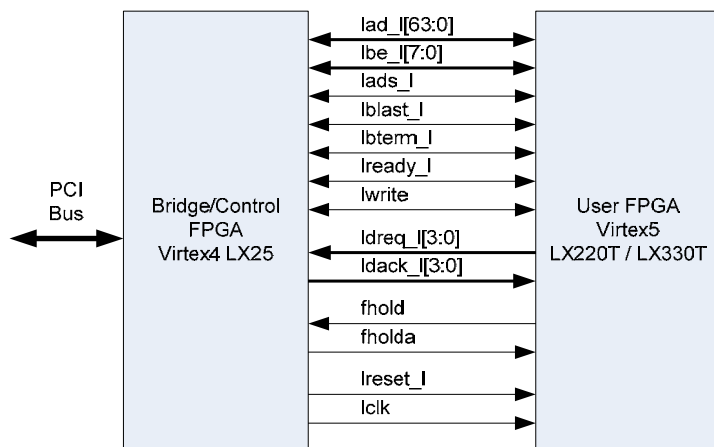 lad_l[63:0]
lbe_l[7:0]
lads_l
lblast_l
lbterm_l
lready_l
lwrite
PCI
Bus
Bridge/Control
FPGA
Virtex4 LX25
User FPGA
Virtex5
LX220T / LX330T
ldreq_l[3:0]
ldack_l[3:0]
fhold
fholda
lreset_l
lclk